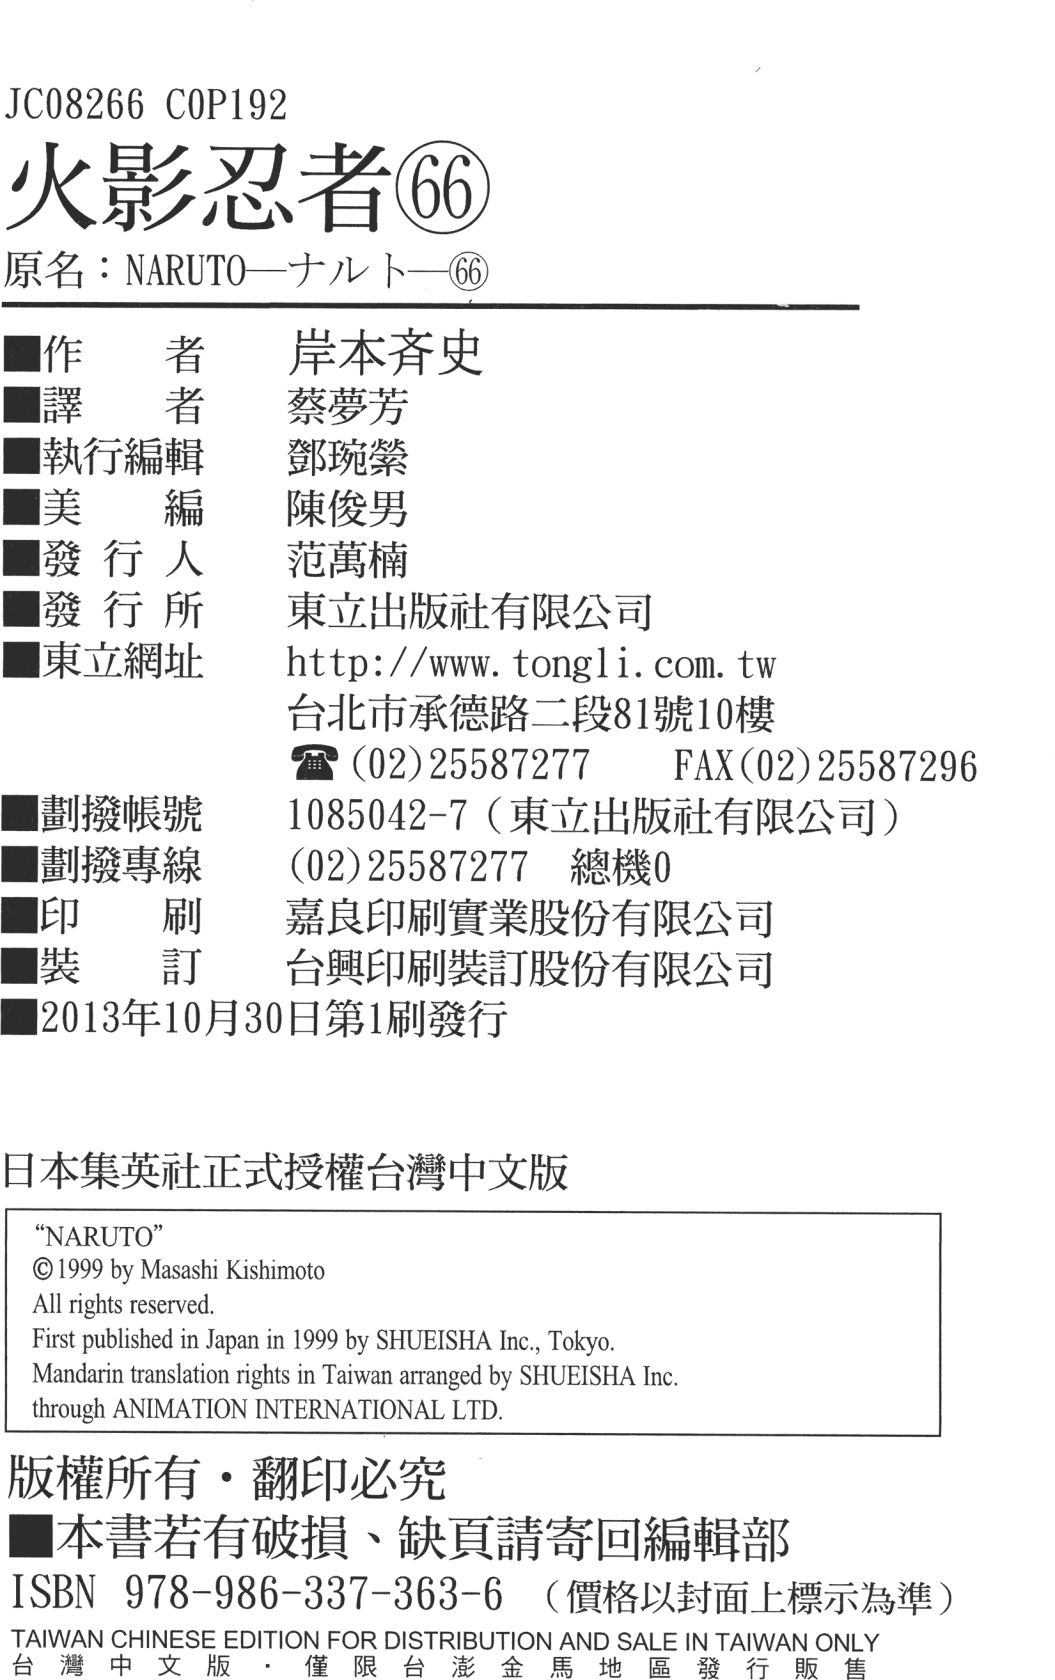 JC08266 C0P192
火影忍者66
原名：NARUTO—ナルト—66
■作　　者　　岸本斉史
■譯　　者　　蔡夢芳
■執行編輯　　鄧琬縈
■美　　編　　陳俊男
■發 行 人　　范萬楠
■發 行 所　　東立出版社有限公司
■東立網址　　http://www.tongli.com.tw
台北市承德路二段81號10樓
☎(02)25587277　　FAX(02)25587296
■劃撥帳號　　1085042-7（東立出版社有限公司）
■劃撥專線　　(02)25587277　總機0
■印　　刷　　嘉良印刷實業股份有限公司
■裝　　訂　　台興印刷裝訂股份有限公司
■2013年10月30日第1刷發行
日本集英社正式授權台灣中文版
“NARUTO”
©1999 by Masashi Kishimoto
All rights reserved.
First published in Japan in 1999 by SHUEISHA Inc., Tokyo.
Mandarin translation rights in Taiwan arranged by SHUEISHA Inc.
through ANIMATION INTERNATIONAL LTD.
版權所有・翻印必究
■本書若有破損、缺頁請寄回編輯部
ISBN 978-986-337-363-6 （價格以封面上標示為準）
TAIWAN CHINESE EDITION FOR DISTRIBUTION AND SALE IN TAIWAN ONLY
台灣中文版・僅限台澎金馬地區發行販售